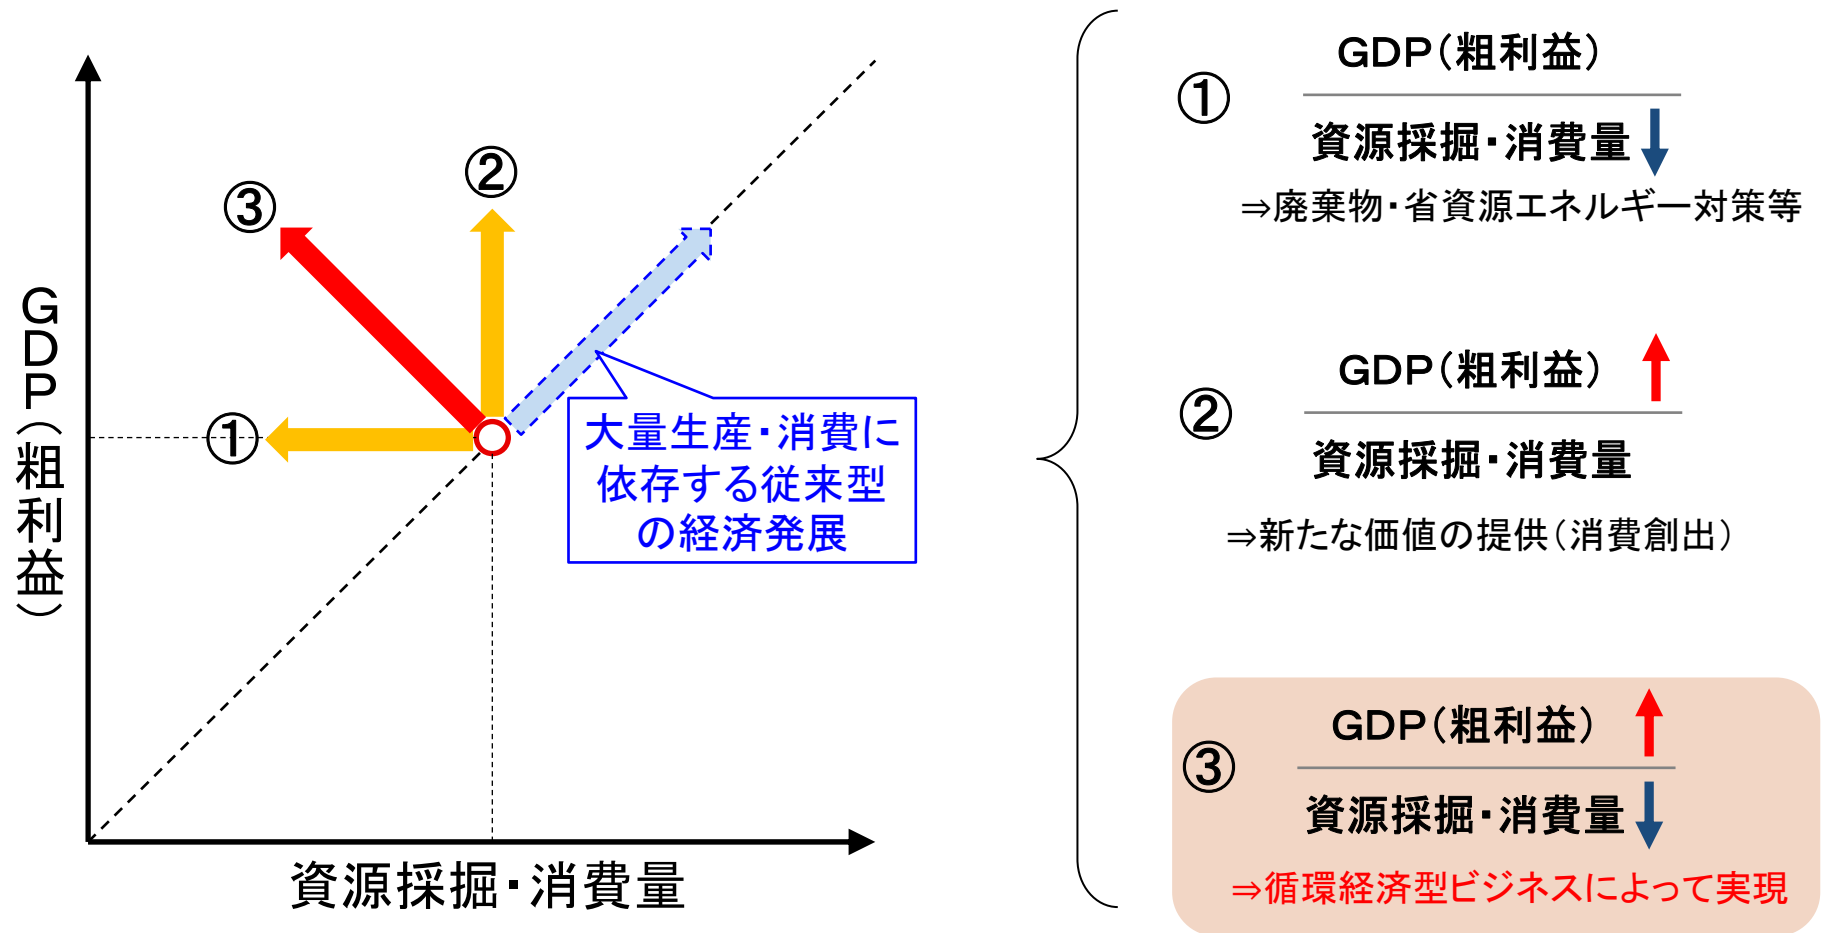 GDP（粗利益）
③
②
①
大量生産・消費に
依存する従来型
の経済発展
資源採掘・消費量
①
GDP（粗利益）
資源採掘・消費量
⇒廃棄物・省資源エネルギー対策等
②
GDP（粗利益）
資源採掘・消費量
⇒新たな価値の提供（消費創出）
③
GDP（粗利益）
資源採掘・消費量
⇒循環経済型ビジネスによって実現